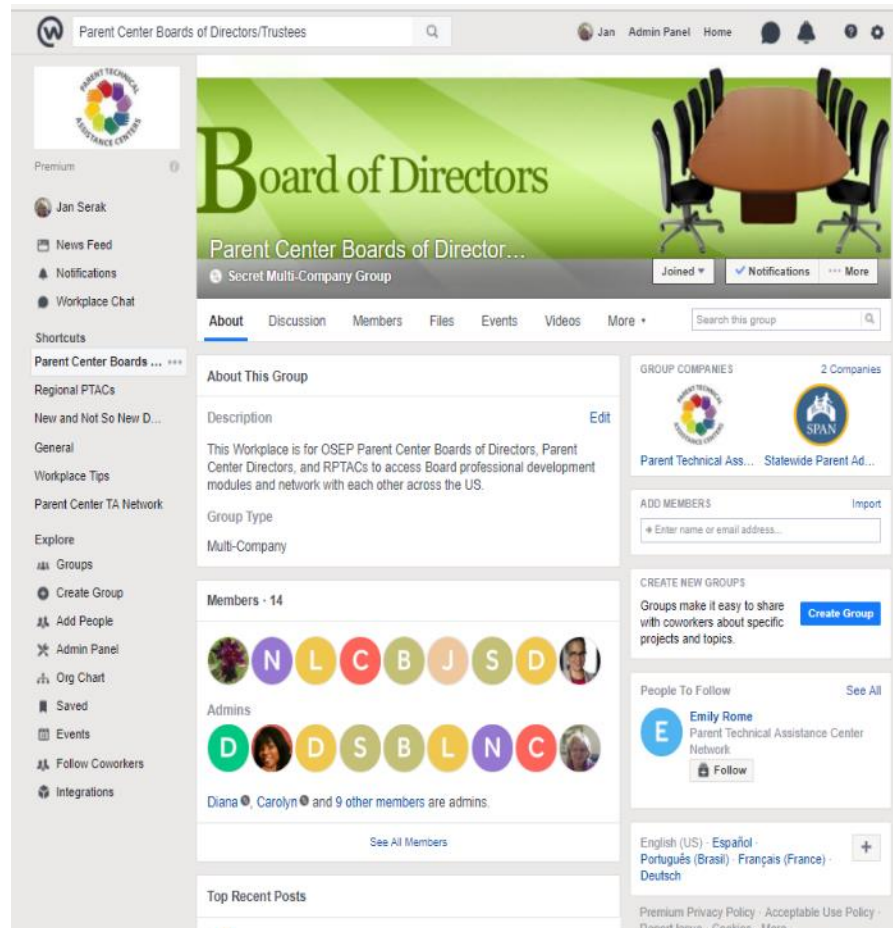 Parent Center Boards of Directors/Trustees
Jan Admin Panel Home
PARENT TECHNICAL
ASSISTANCE CENTERS
Premium
Jan Serak
News Feed
Notifications
Workplace Chat
Shortcuts
Parent Center Boards ...
Regional PTACs
New and Not So New D...
General
Workplace Tips
Parent Center TA Network
Explore
Groups
Create Group
Add People
Admin Panel
Org Chart
Saved
Events
Follow Coworkers
Integrations
Board of Directors
Parent Center Boards of Director...
Secret Multi-Company Group
Joined
Notifications
More
About Discussion Members Files Events Videos More
Search this group
About This Group
Description Edit
This Workplace is for OSEP Parent Center Boards of Directors, Parent
Center Directors, and RPTACs to access Board professional development
modules and network with each other across the US.
Group Type
Multi-Company
Members · 14
N L C B J S D
Admins
D D S B L N C
Diana, Carolyn and 9 other members are admins.
See All Members
Top Recent Posts
GROUP COMPANIES 2 Companies
SPAN
Parent Technical Ass... Statewide Parent Ad...
ADD MEMBERS Import
+ Enter name or email address...
CREATE NEW GROUPS
Groups make it easy to share
with coworkers about specific
projects and topics.
Create Group
People To Follow See All
E
Emily Rome
Parent Technical Assistance Center
Network
Follow
English (US) · Español ·
Português (Brasil) · Français (France) ·
Deutsch
+
Premium Privacy Policy · Acceptable Use Policy ·
Report Issue · Cookies · More